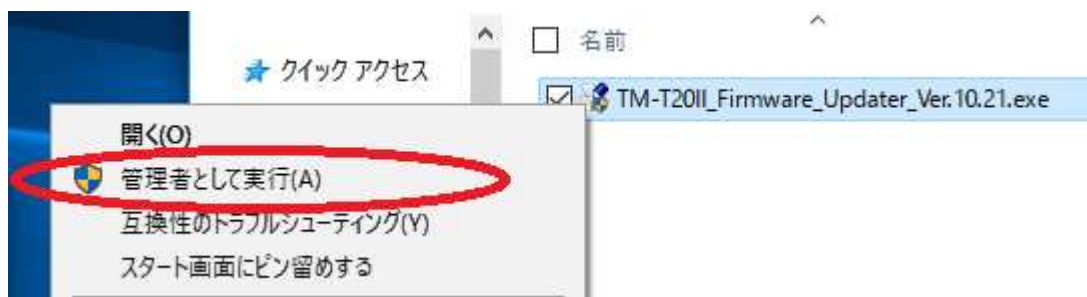 クイック アクセス
名前
TM-T20II_Firmware_Updater_Ver.10.21.exe
開く(O)
管理者として実行(A)
互換性のトラブルシューティング(Y)
スタート画面にピン留めする